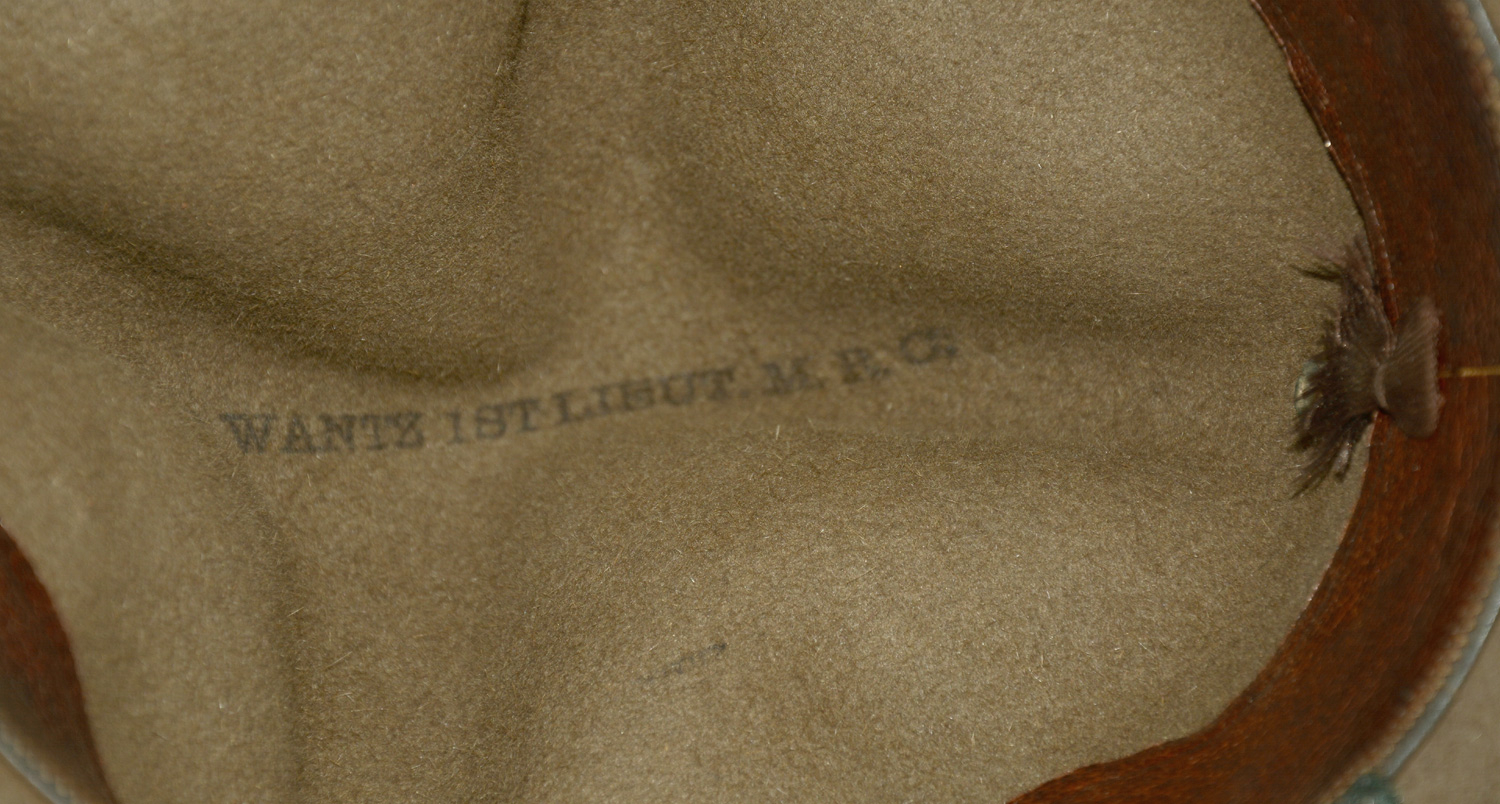 WANTZ 1ST LIEUT. M. R. C.